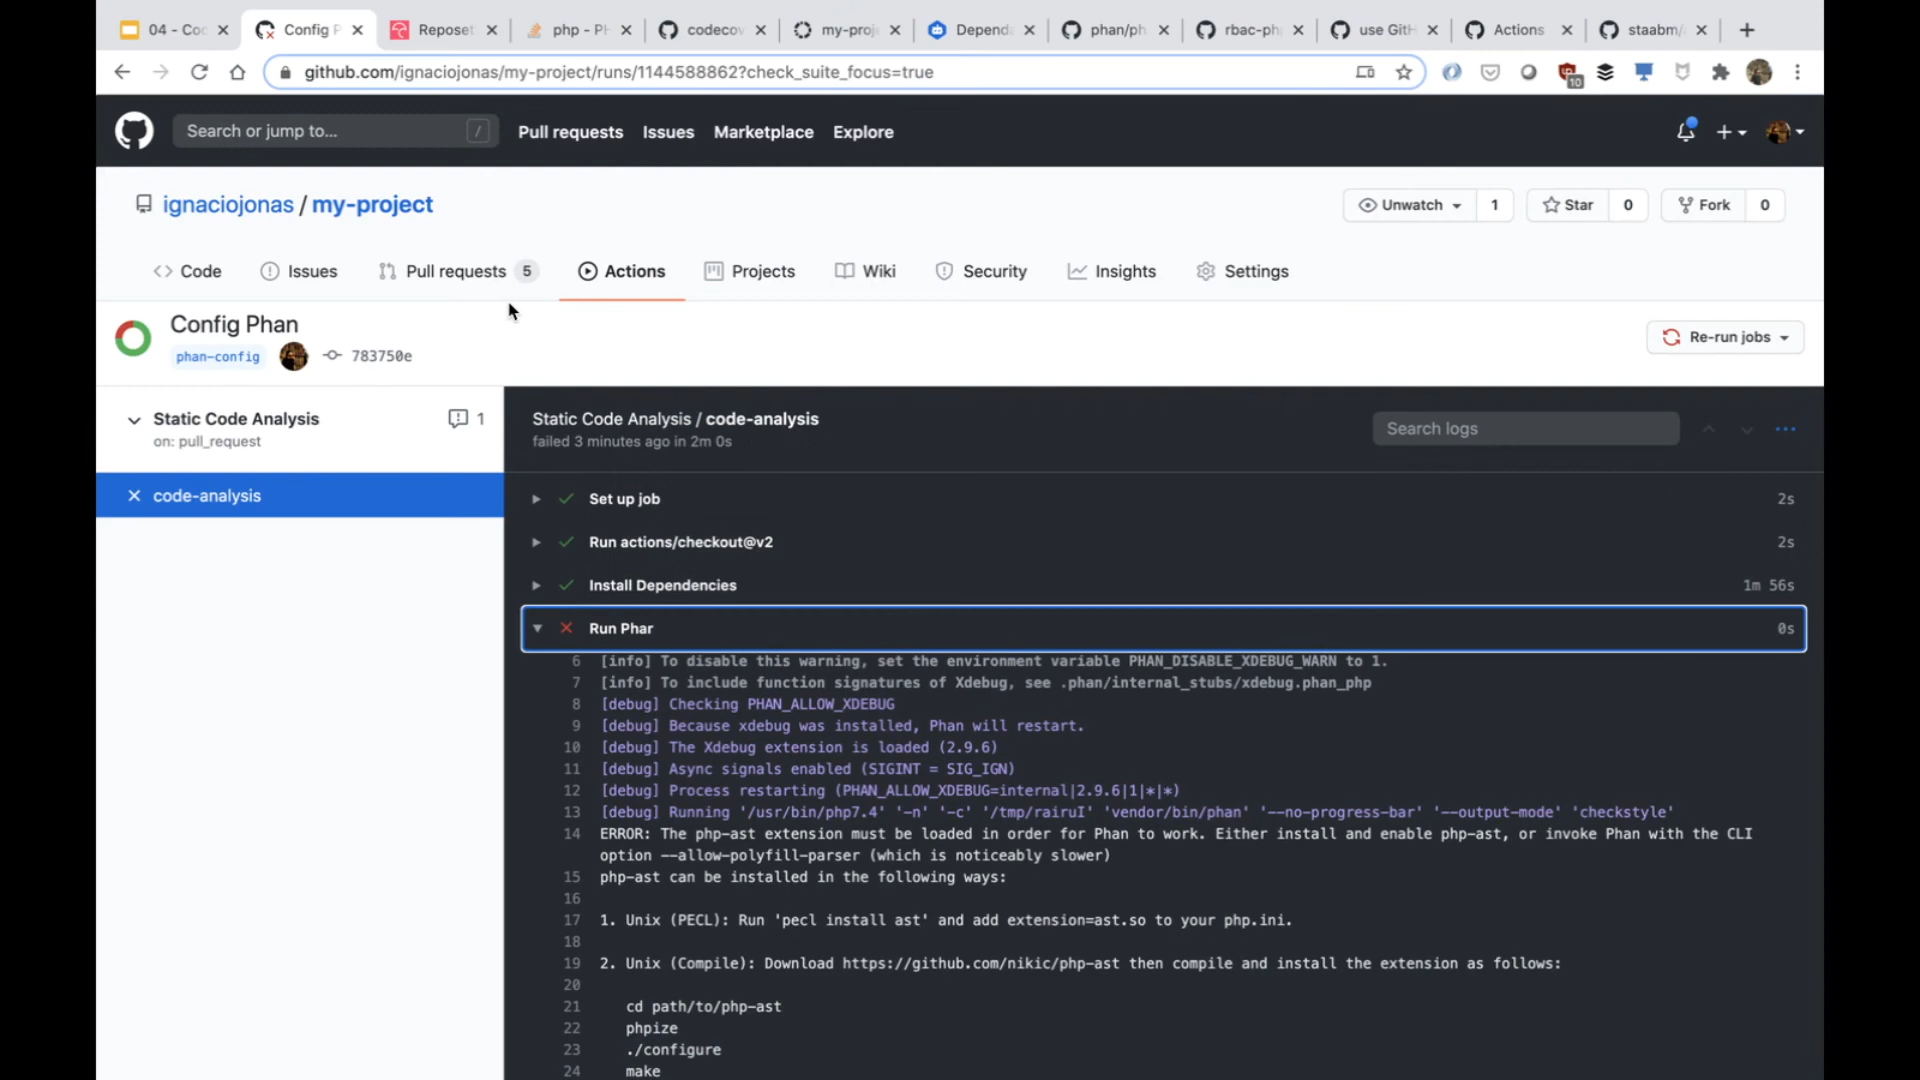 04 - Coc
Config P
Reposet
php - PH
codecov
my-proj
Depend
phan/ph
rbac-ph
use GitH
Actions
staabm/
github.com/ignaciojonas/my-project/runs/1144588862?check_suite_focus=true
10
Search or jump to...
/
Pull requests
Issues
Marketplace
Explore
ignaciojonas / my-project
Unwatch
1
Star
0
Fork
0
Code
Issues
Pull requests 5
Actions
Projects
Wiki
Security
Insights
Settings
Config Phan
phan-config
783750e
Re-run jobs
Static Code Analysis
1
on: pull_request
code-analysis
Static Code Analysis / code-analysis
failed 3 minutes ago in 2m 0s
Search logs
Set up job 2s
Run actions/checkout@v2 2s
Install Dependencies 1m 56s
Run Phar 0s
6 [info] To disable this warning, set the environment variable PHAN_DISABLE_XDEBUG_WARN to 1.
7 [info] To include function signatures of Xdebug, see .phan/internal_stubs/xdebug.phan_php
8 [debug] Checking PHAN_ALLOW_XDEBUG
9 [debug] Because xdebug was installed, Phan will restart.
10 [debug] The Xdebug extension is loaded (2.9.6)
11 [debug] Async signals enabled (SIGINT = SIG_IGN)
12 [debug] Process restarting (PHAN_ALLOW_XDEBUG=internal|2.9.6|1|*|*)
13 [debug] Running '/usr/bin/php7.4' '-n' '-c' '/tmp/rairuI' 'vendor/bin/phan' '--no-progress-bar' '--output-mode' 'checkstyle'
14 ERROR: The php-ast extension must be loaded in order for Phan to work. Either install and enable php-ast, or invoke Phan with the CLI
option --allow-polyfill-parser (which is noticeably slower)
15 php-ast can be installed in the following ways:
16
17 1. Unix (PECL): Run 'pecl install ast' and add extension=ast.so to your php.ini.
18
19 2. Unix (Compile): Download https://github.com/nikic/php-ast then compile and install the extension as follows:
20
21 cd path/to/php-ast
22 phpize
23 ./configure
24 make